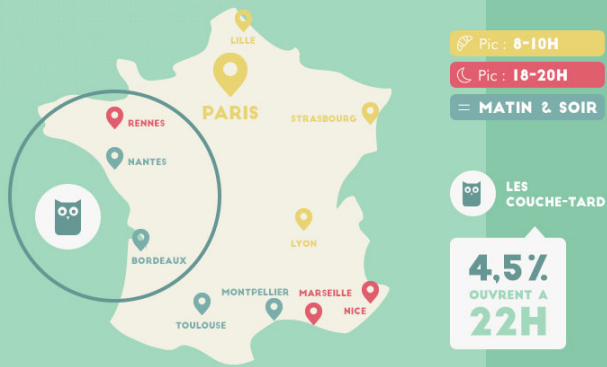 LILLE
PARIS
STRASBOURG
RENNES
NANTES
LYON
BORDEAUX
MONTPELLIER
MARSEILLE
NICE
TOULOUSE
Pic : 8-10H
Pic : 18-20H
= MATIN & SOIR
LES
COUCHE-TARD
4,5%
OUVRENT A
22H